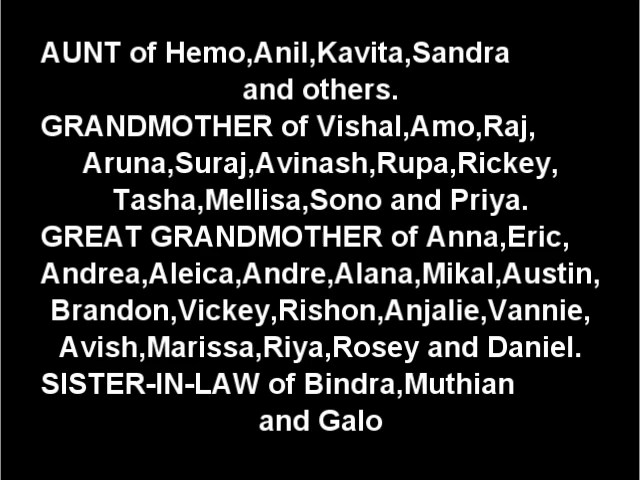 AUNT of Hemo,Anil,Kavita,Sandra
and others.
GRANDMOTHER of Vishal,Amo,Raj,
Aruna,Suraj,Avinash,Rupa,Rickey,
Tasha,Mellisa,Sono and Priya.
GREAT GRANDMOTHER of Anna,Eric,
Andrea,Aleica,Andre,Alana,Mikal,Austin,
Brandon,Vickey,Rishon,Anjalie,Vannie,
Avish,Marissa,Riya,Rosey and Daniel.
SISTER-IN-LAW of Bindra,Muthian
and Galo